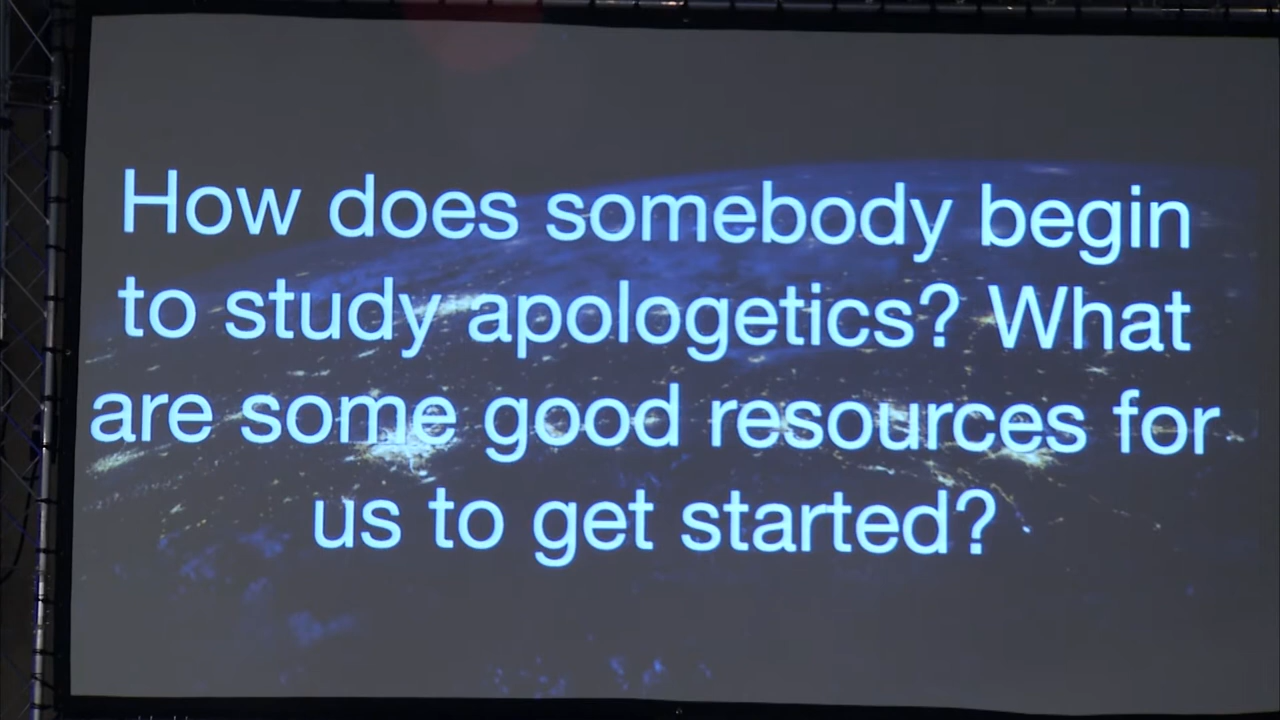 How does somebody begin
to study apologetics? What
are some good resources for
us to get started?